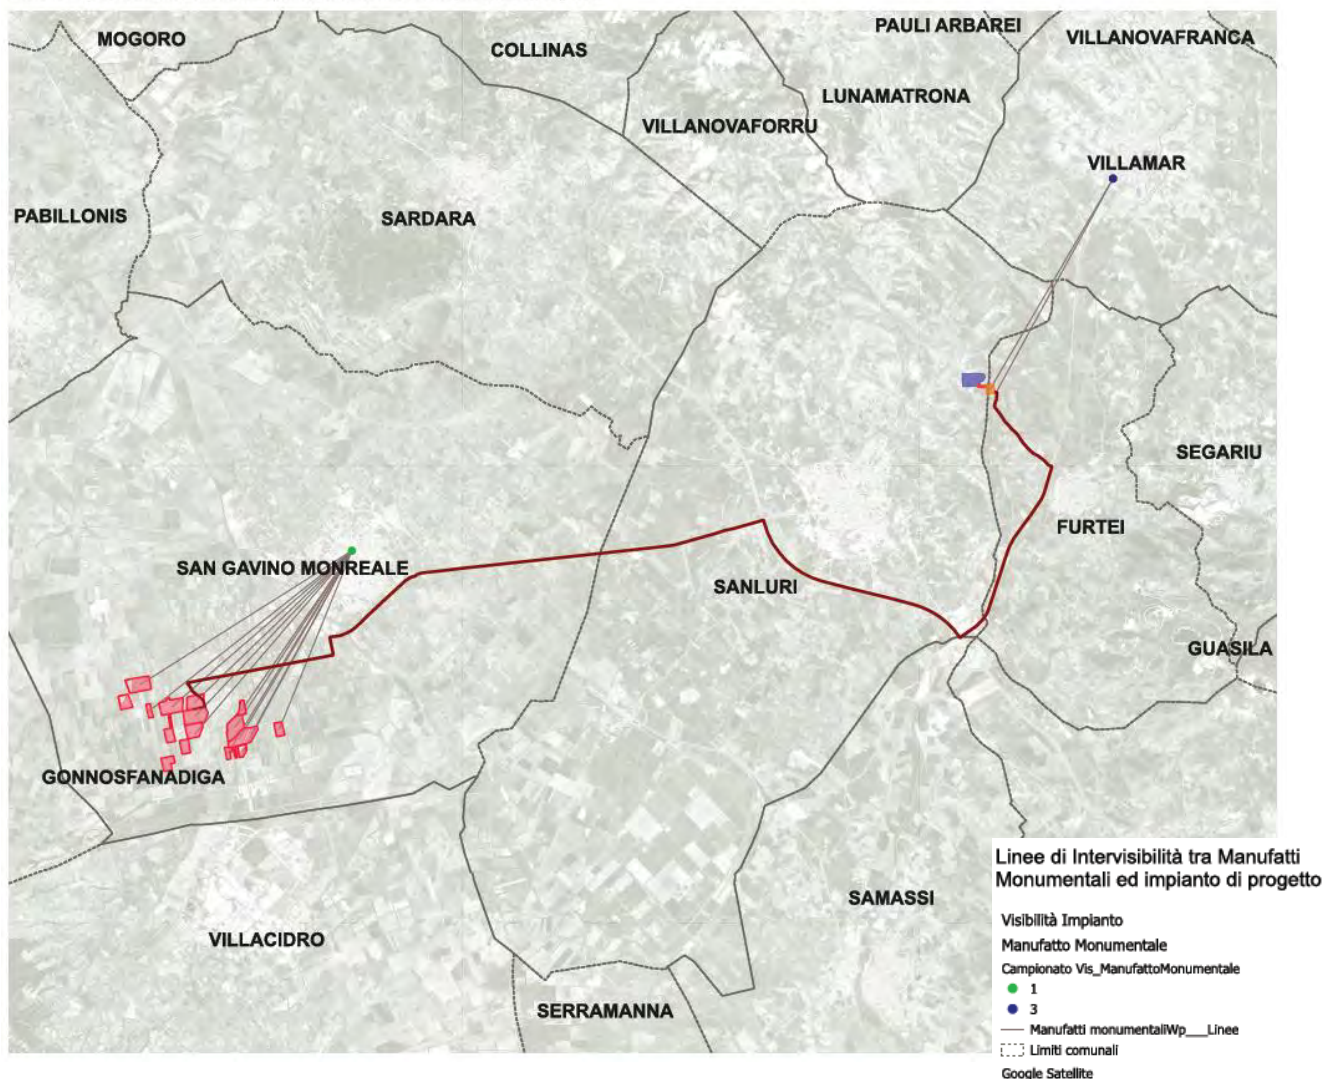 MOGORO
COLLINAS
PAULI ARBAREI
VILLANOVAFRANCA
LUNAMATRONA
VILLANOVAFORRU
VILLAMAR
PABILLONIS
SARDARA
SEGARIU
FURTEI
SAN GAVINO MONREALE
SANLURI
GUASILA
GONNOSFANADIGA
SAMASSI
VILLACIDRO
SERRAMANNA
Linee di Intervisibilità tra Manufatti
Monumentali ed impianto di progetto
Visibilità Impianto
Manufatto Monumentale
Campionato Vis_ManufattoMonumentale
1
3
Manufatti monumentaliWp___Linee
Limiti comunali
Google Satellite